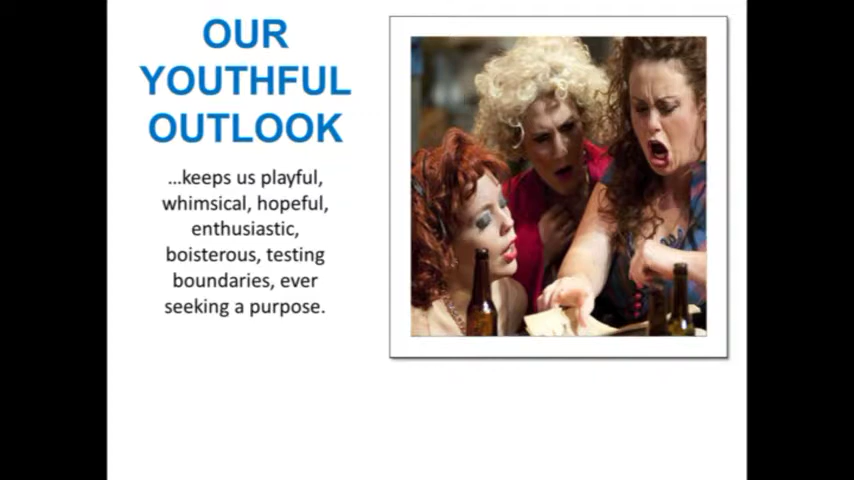 OUR
YOUTHFUL
OUTLOOK
...keeps us playful,
whimsical, hopeful,
enthusiastic,
boisterous, testing
boundaries, ever
seeking a purpose.